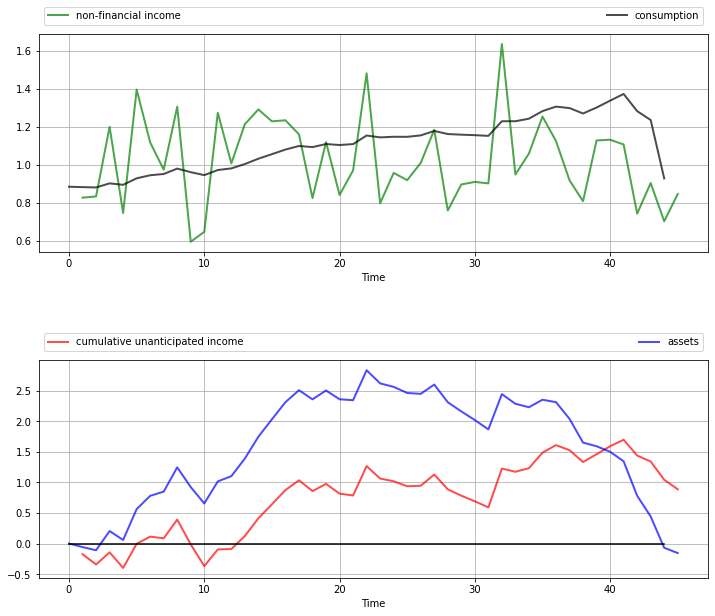 non-financial income consumption
1.6
1.4
1.2
1.0
0.8
0.6
0 10 20 30 40
Time
cumulative unanticipated income assets
2.5
2.0
1.5
1.0
0.5
0.0
−0.5
0 10 20 30 40
Time